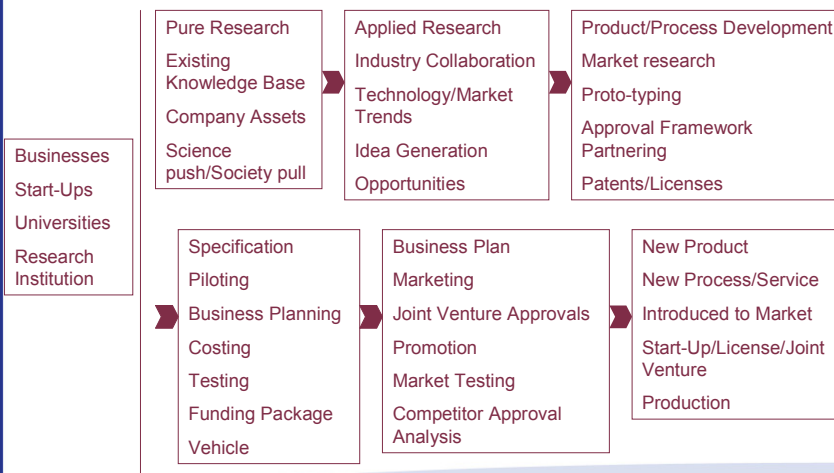 Businesses
Start-Ups
Universities
Research
Institution
Pure Research
Existing
Knowledge Base
Company Assets
Science
push/Society pull
Applied Research
Industry Collaboration
Technology/Market
Trends
Idea Generation
Opportunities
Product/Process Development
Market research
Proto-typing
Approval Framework
Partnering
Patents/Licenses
Specification
Piloting
Business Planning
Costing
Testing
Funding Package
Vehicle
Business Plan
Marketing
Joint Venture Approvals
Promotion
Market Testing
Competitor Approval
Analysis
New Product
New Process/Service
Introduced to Market
Start-Up/License/Joint
Venture
Production